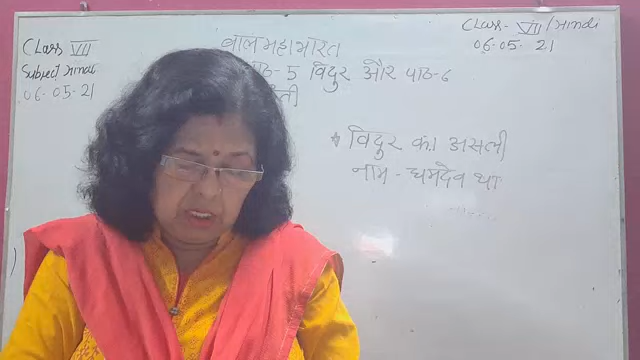 Class VII
Subject Hindi
06.05.21
बाल महाभारत
पाठ-5 विदुर और पाठ-6
न्ती
Class - VII / Hindi
06.05.21
* विदुर का असली
नाम - धर्मदेव था